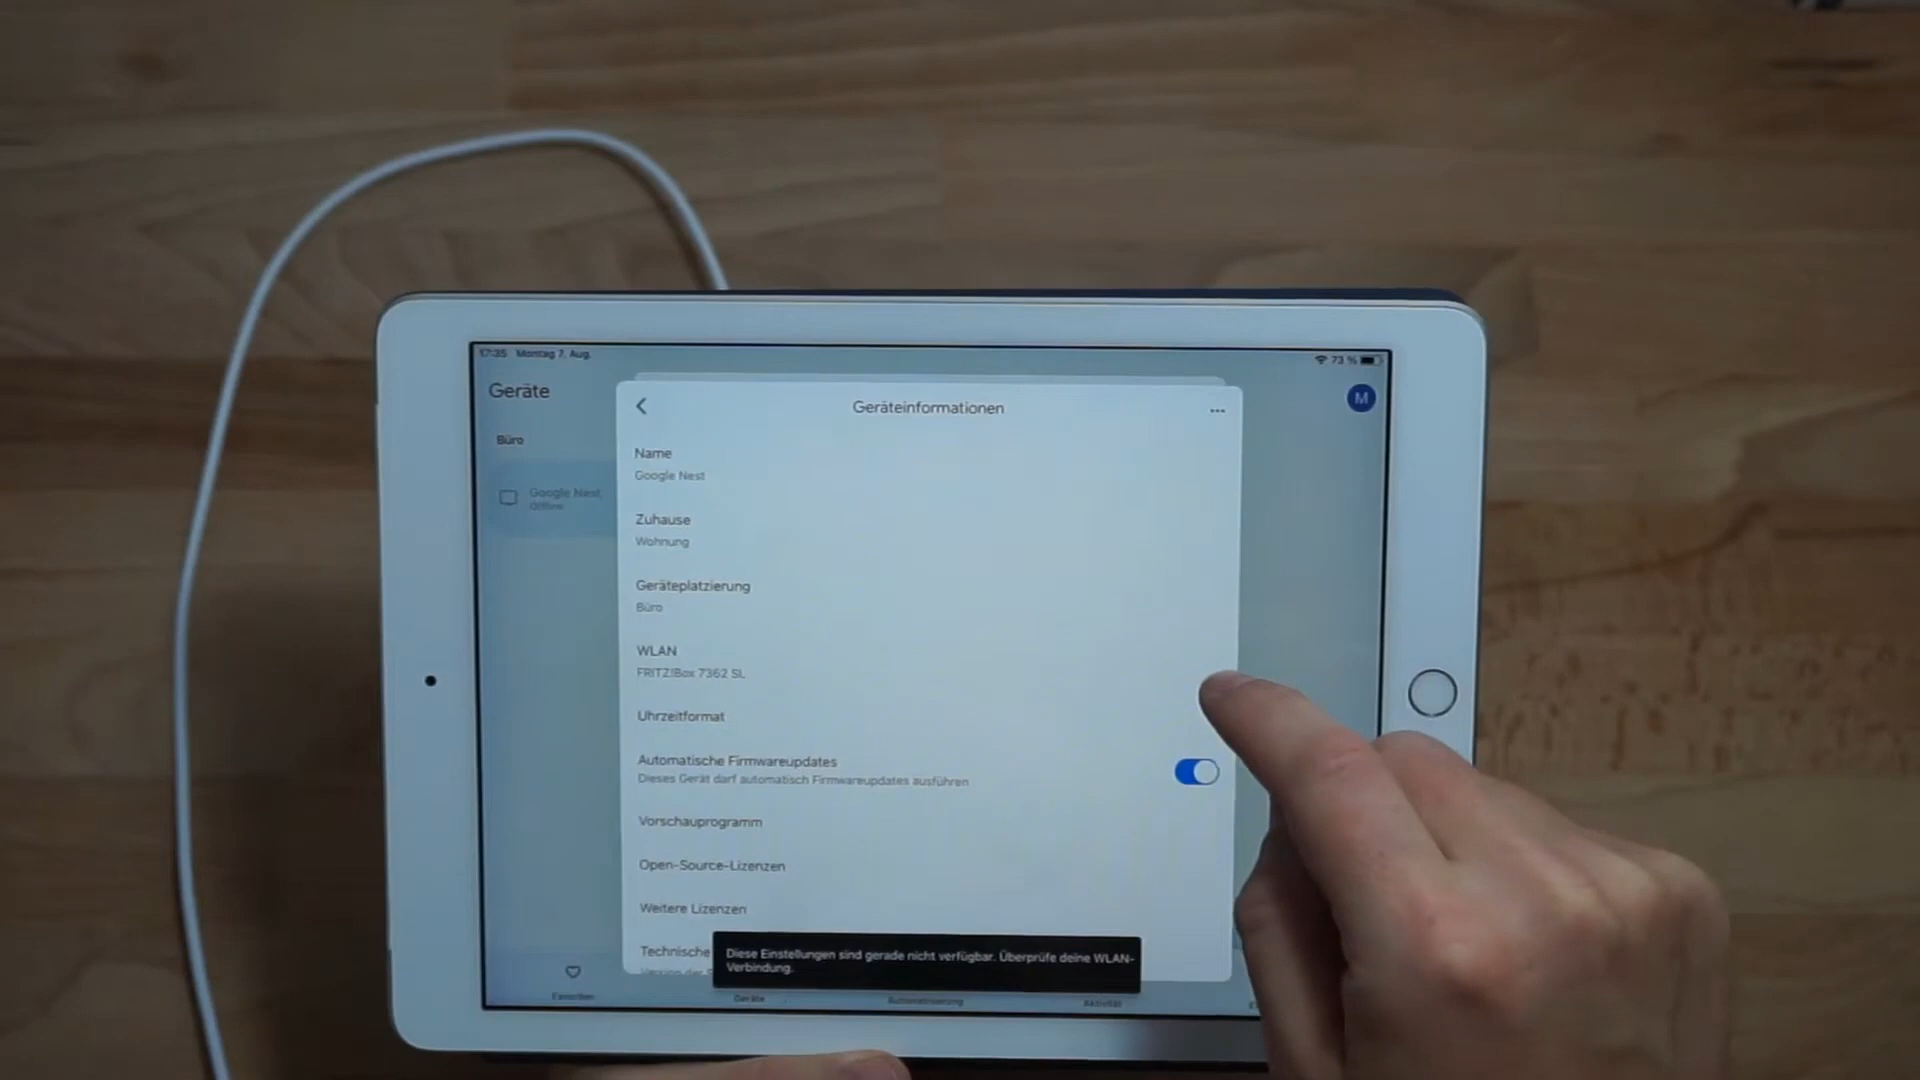 17:35 Montag 7. Aug.
73 %
Geräte
M
Geräteinformationen
Büro
Name
Google Nest
Google Nest
Offline
Zuhause
Wohnung
Geräteplatzierung
Büro
WLAN
FRITZ!Box 7362 SL
Uhrzeitformat
Automatische Firmwareupdates
Dieses Gerät darf automatisch Firmwareupdates ausführen
Vorschauprogramm
Open-Source-Lizenzen
Weitere Lizenzen
Technische
Diese Einstellungen sind gerade nicht verfügbar. Überprüfe deine WLAN-
Verbindung.
Favoriten
Geräte
Automatisierung
Aktivität